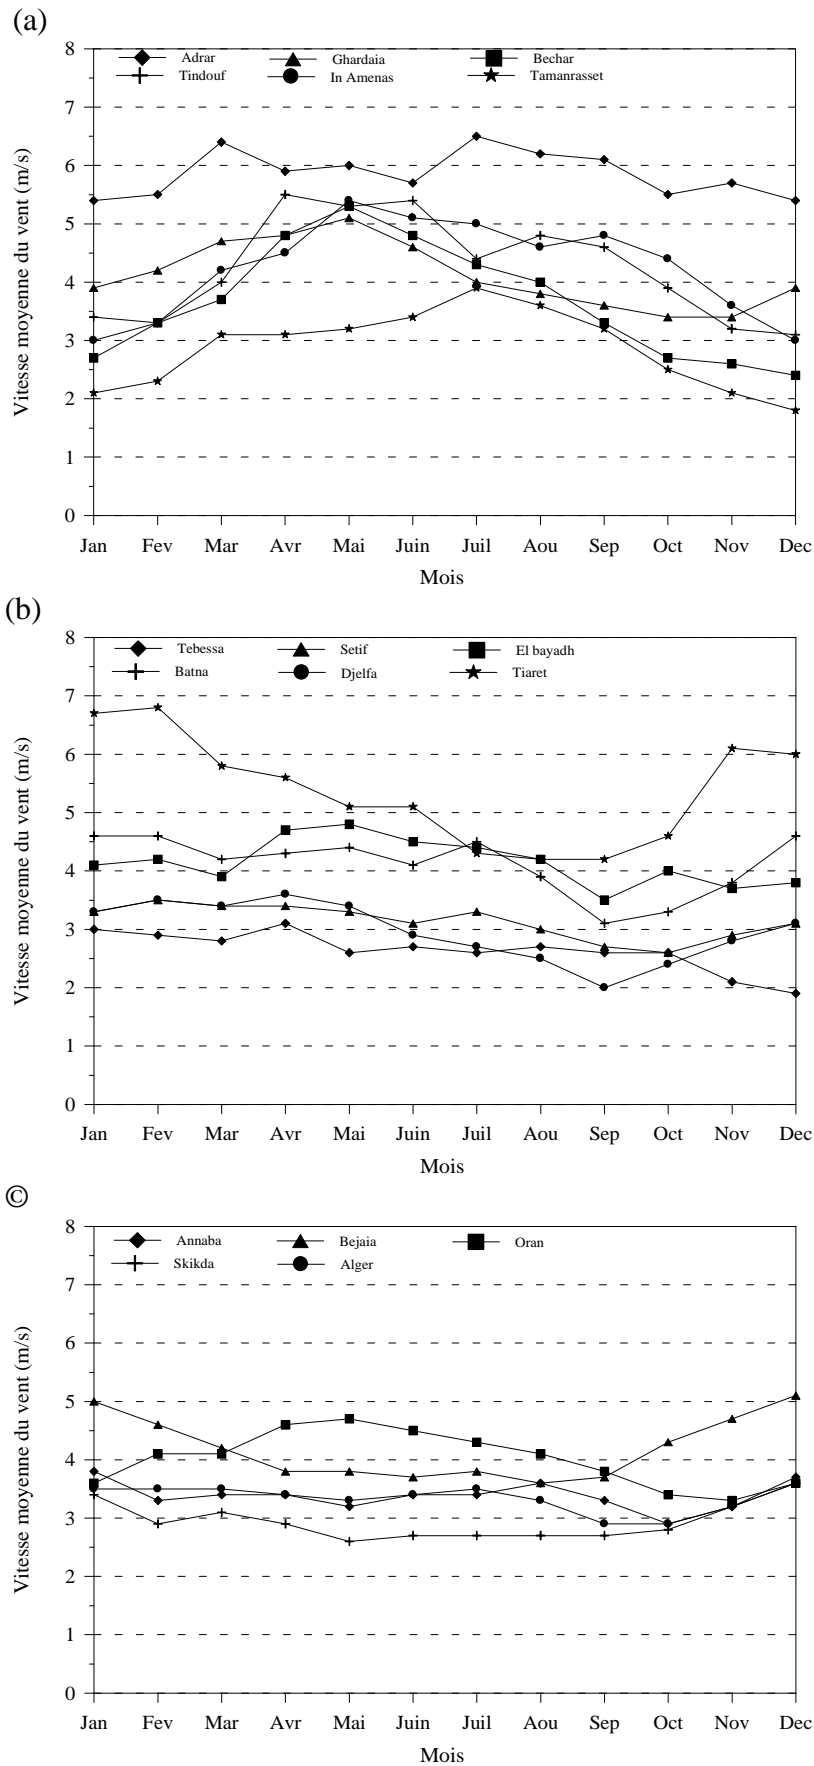 (a)
8
Adrar Ghardaia Bechar
Tindouf In Amenas Tamanrasset
7
6
5
4
3
2
1
0
Vitesse moyenne du vent (m/s)
Jan Fev Mar Avr Mai Juin Juil Aou Sep Oct Nov Dec
Mois
(b)
8
Tebessa Setif El bayadh
Batna Djelfa Tiaret
7
6
5
4
3
2
1
0
Vitesse moyenne du vent (m/s)
Jan Fev Mar Avr Mai Juin Juil Aou Sep Oct Nov Dec
Mois
©
8
Annaba Bejaia Oran
Skikda Alger
7
6
5
4
3
2
1
0
Vitesse moyenne du vent (m/s)
Jan Fev Mar Avr Mai Juin Juil Aou Sep Oct Nov Dec
Mois